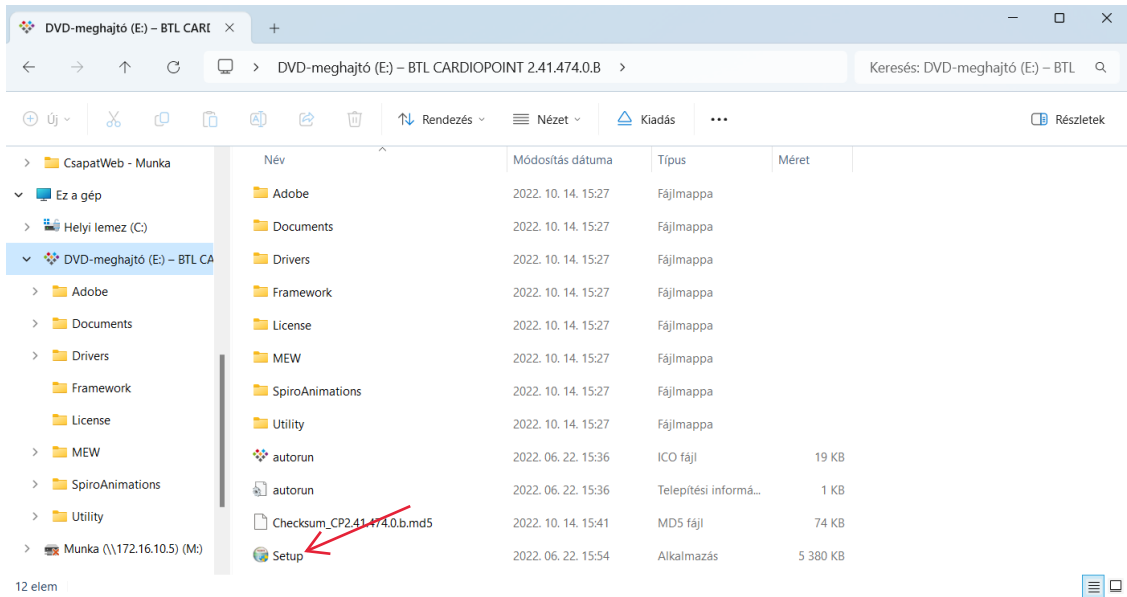 DVD-meghajtó (E:) – BTL CARD
DVD-meghajtó (E:) – BTL CARDIOPOINT 2.41.474.0.B
Keresés: DVD-meghajtó (E:) – BTL
Új
Rendezés
Nézet
Kiadás
Részletek
CsapatWeb - Munka
Ez a gép
Helyi lemez (C:)
DVD-meghajtó (E:) – BTL CA
Adobe
Documents
Drivers
Framework
License
MEW
SpiroAnimations
Utility
Munka (\\172.16.10.5) (M:)
Név Módosítás dátuma Típus Méret
Adobe 2022. 10. 14. 15:27 Fájlmappa
Documents 2022. 10. 14. 15:27 Fájlmappa
Drivers 2022. 10. 14. 15:27 Fájlmappa
Framework 2022. 10. 14. 15:27 Fájlmappa
License 2022. 10. 14. 15:27 Fájlmappa
MEW 2022. 10. 14. 15:27 Fájlmappa
SpiroAnimations 2022. 10. 14. 15:27 Fájlmappa
Utility 2022. 10. 14. 15:27 Fájlmappa
autorun 2022. 06. 22. 15:36 ICO fájl 19 KB
autorun 2022. 06. 22. 15:36 Telepítési informá... 1 KB
Checksum_CP2.41.474.0.b.md5 2022. 10. 14. 15:41 MD5 fájl 74 KB
Setup 2022. 06. 22. 15:54 Alkalmazás 5 380 KB
12 elem